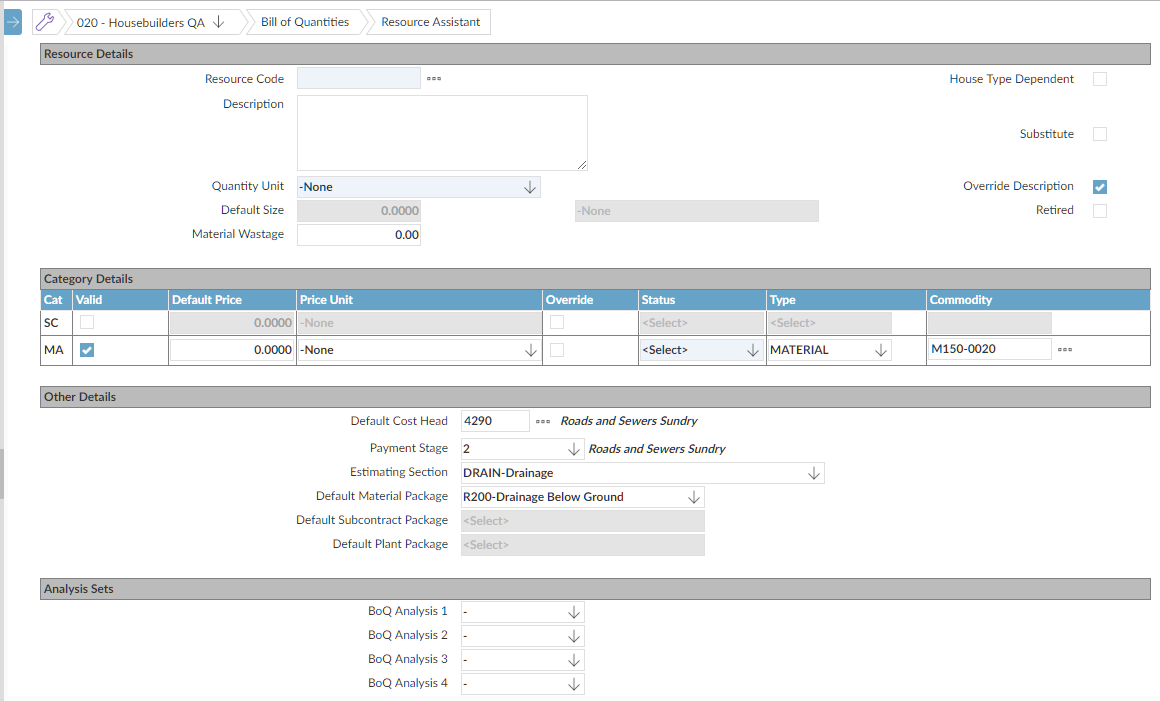 020 - Housebuilders QA Bill of Quantities Resource Assistant
Resource Details
Resource Code House Type Dependent
Description
Substitute
Quantity Unit -None Override Description
Default Size 0.0000 -None Retired
Material Wastage 0.00
Category Details
Cat Valid Default Price Price Unit Override Status Type Commodity
SC 0.0000 -None <Select> <Select>
MA 0.0000 -None <Select> MATERIAL M150-0020
Other Details
Default Cost Head 4290 Roads and Sewers Sundry
Payment Stage 2 Roads and Sewers Sundry
Estimating Section DRAIN-Drainage
Default Material Package R200-Drainage Below Ground
Default Subcontract Package <Select>
Default Plant Package <Select>
Analysis Sets
BoQ Analysis 1 -
BoQ Analysis 2 -
BoQ Analysis 3 -
BoQ Analysis 4 -